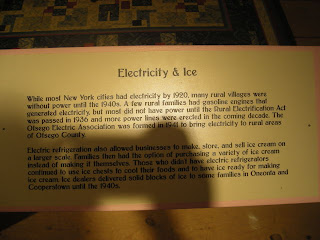 Electricity & Ice
While most New York cities had electricity by 1920, many rural villages were
without power until the 1940s. A few rural families had gasoline engines that
generated electricity, but most did not have power until the Rural Electrification Act
was passed in 1936 and more power lines were erected in the coming decade. The
Otsego Electric Association was formed in 1941 to bring electricity to rural areas
of Otsego County.
Electric refrigeration also allowed businesses to make, store, and sell ice cream on
a larger scale. Families then had the option of purchasing a variety of ice cream
instead of making it themselves. Those who didn't have electric refrigerators
continued to use ice chests to cool their foods and to have ice ready for making
ice cream. Ice dealers delivered solid blocks of ice to some families in Oneonta and
Cooperstown until the 1940s.